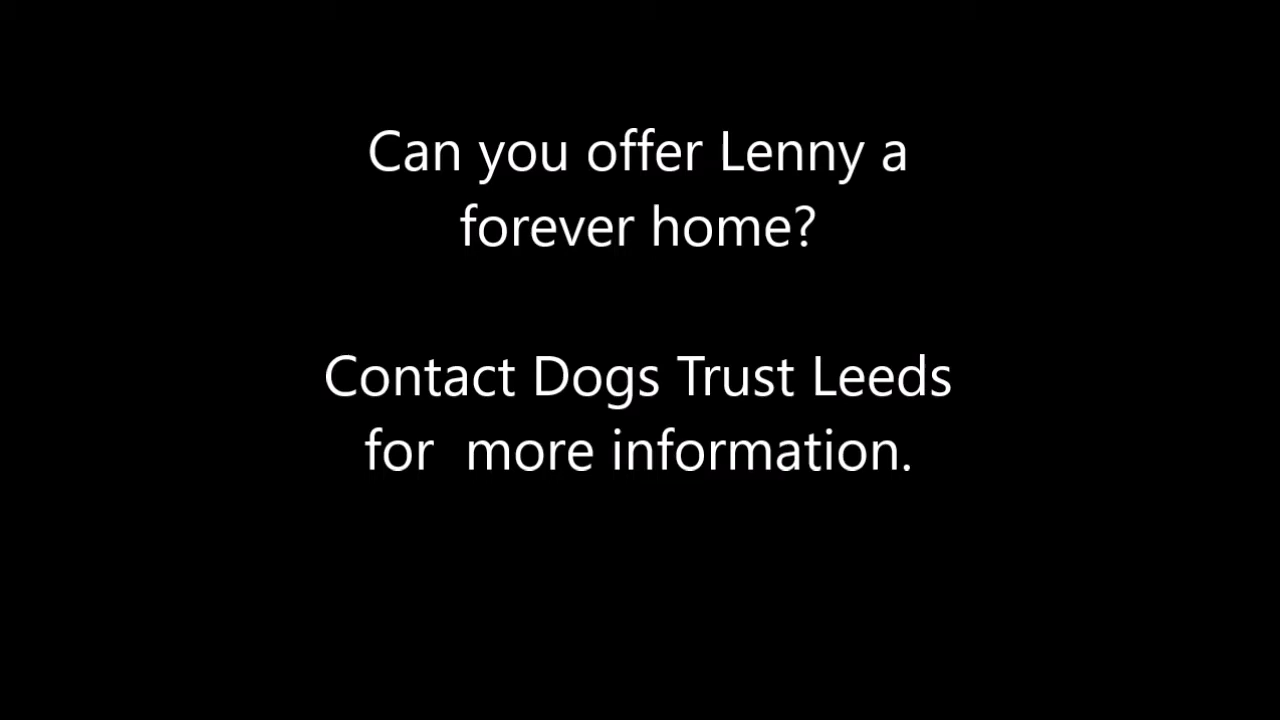 Can you offer Lenny a
forever home?
Contact Dogs Trust Leeds
for  more information.